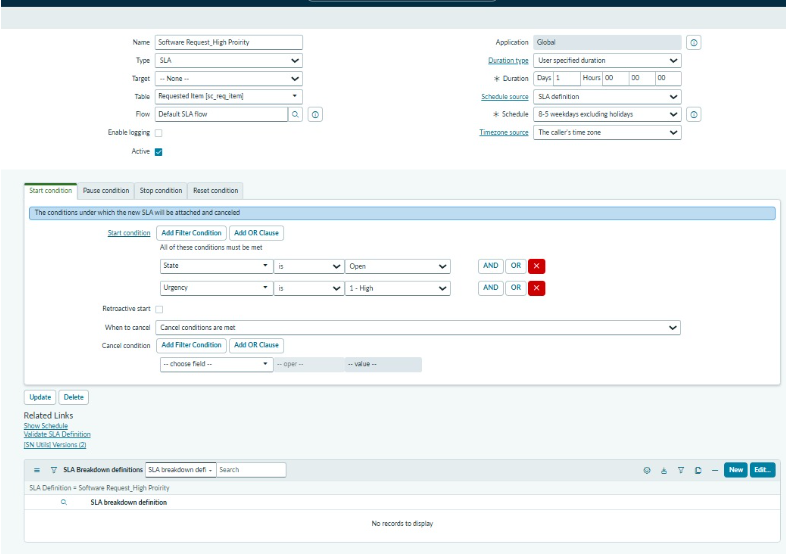 Name Software Request_High Proirity
Application Global
Type SLA
Duration type User specified duration
Target -- None --
Duration Days 1 Hours 00 00 00
Table Requested Item [sc_req_item]
Schedule source SLA definition
Flow Default SLA flow
Schedule 8-5 weekdays excluding holidays
Enable logging
Timezone source The caller's time zone
Active
Start condition Pause condition Stop condition Reset condition
The conditions under which the new SLA will be attached and canceled
Start condition Add Filter Condition Add OR Clause
All of these conditions must be met
State is Open AND OR
Urgency is 1 - High AND OR
Retroactive start
When to cancel Cancel conditions are met
Cancel condition Add Filter Condition Add OR Clause
-- choose field -- -- oper -- -- value --
Update Delete
Related Links
Show Schedule
Validate SLA Definition
[SN Utils] Versions (2)
SLA Breakdown definitions SLA breakdown defi Search New Edit...
SLA Definition = Software Request_High Proirity
SLA breakdown definition
No records to display